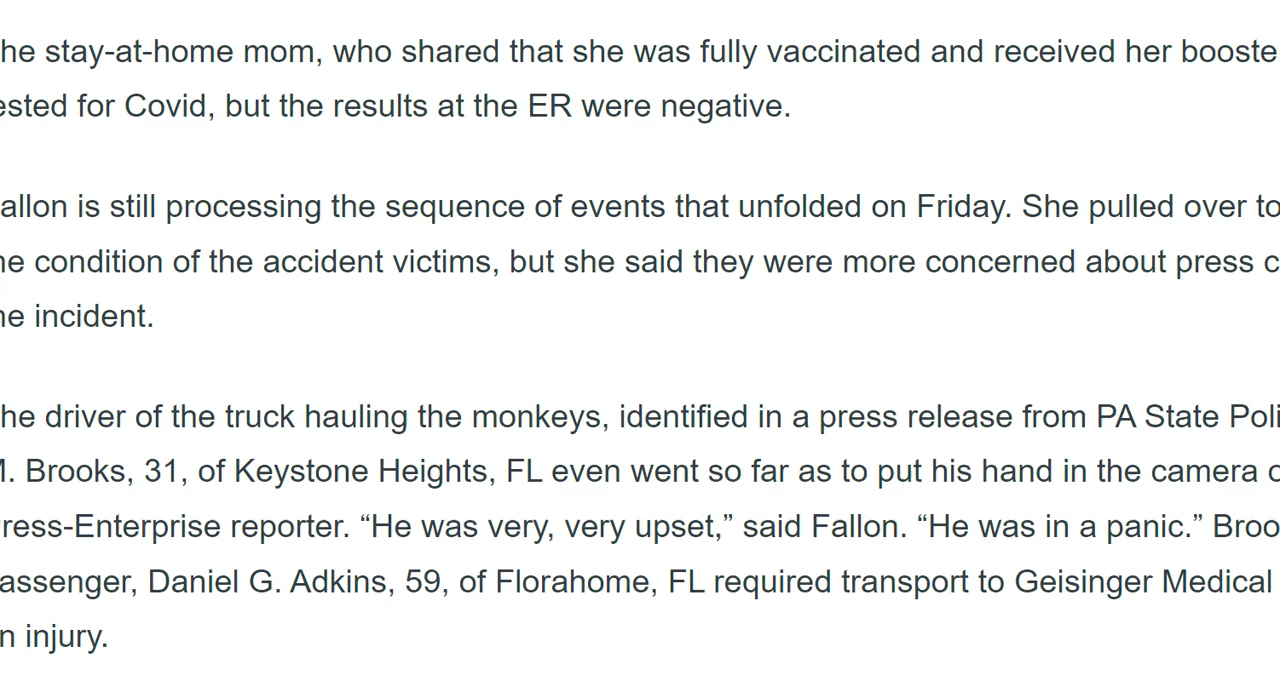 he stay-at-home mom, who shared that she was fully vaccinated and received her booste
ested for Covid, but the results at the ER were negative.
allon is still processing the sequence of events that unfolded on Friday. She pulled over to
he condition of the accident victims, but she said they were more concerned about press c
he incident.
he driver of the truck hauling the monkeys, identified in a press release from PA State Poli
M. Brooks, 31, of Keystone Heights, FL even went so far as to put his hand in the camera o
ress-Enterprise reporter. “He was very, very upset,” said Fallon. “He was in a panic.” Broo
assenger, Daniel G. Adkins, 59, of Florahome, FL required transport to Geisinger Medical
n injury.